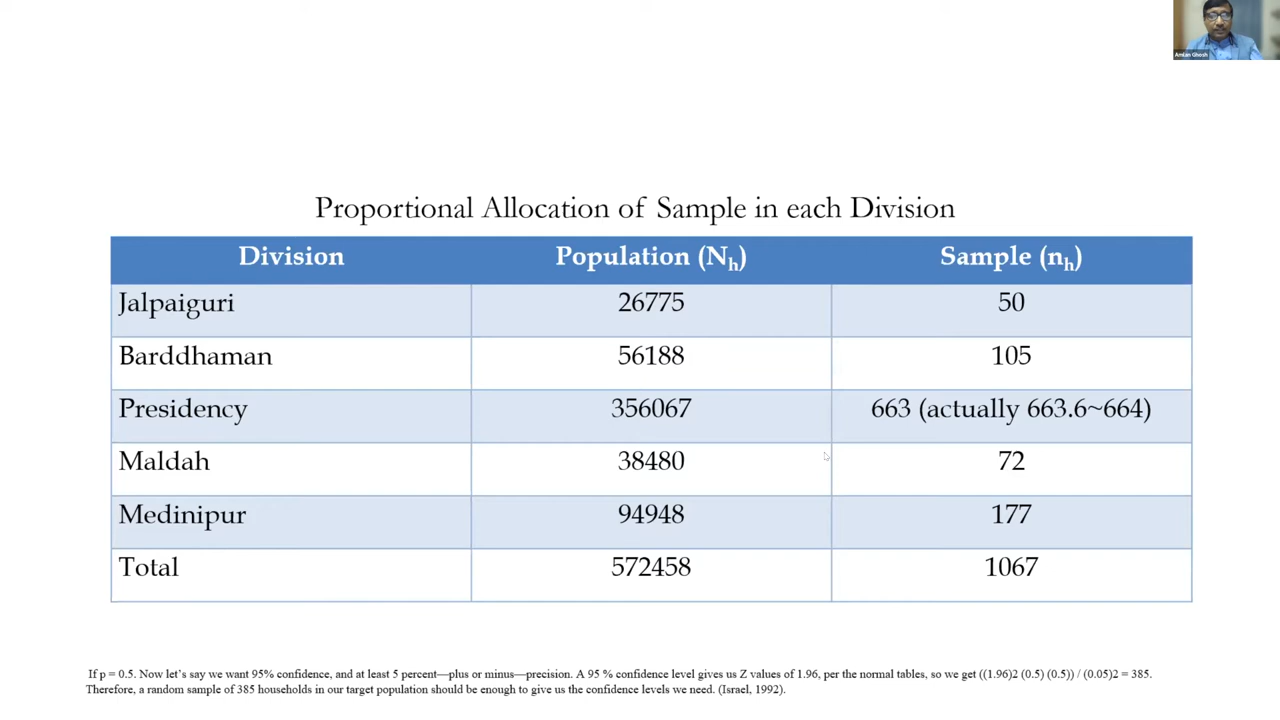 Amlan Ghosh
Proportional Allocation of Sample in each Division
Division Population (Nh) Sample (nh)
Jalpaiguri 26775 50
Barddhaman 56188 105
Presidency 356067 663 (actually 663.6~664)
Maldah 38480 72
Medinipur 94948 177
Total 572458 1067
If p = 0.5. Now let's say we want 95% confidence, and at least 5 percent—plus or minus—precision. A 95 % confidence level gives us Z values of 1.96, per the normal tables, so we get ((1.96)2 (0.5) (0.5)) / (0.05)2 = 385.
Therefore, a random sample of 385 households in our target population should be enough to give us the confidence levels we need. (Israel, 1992).